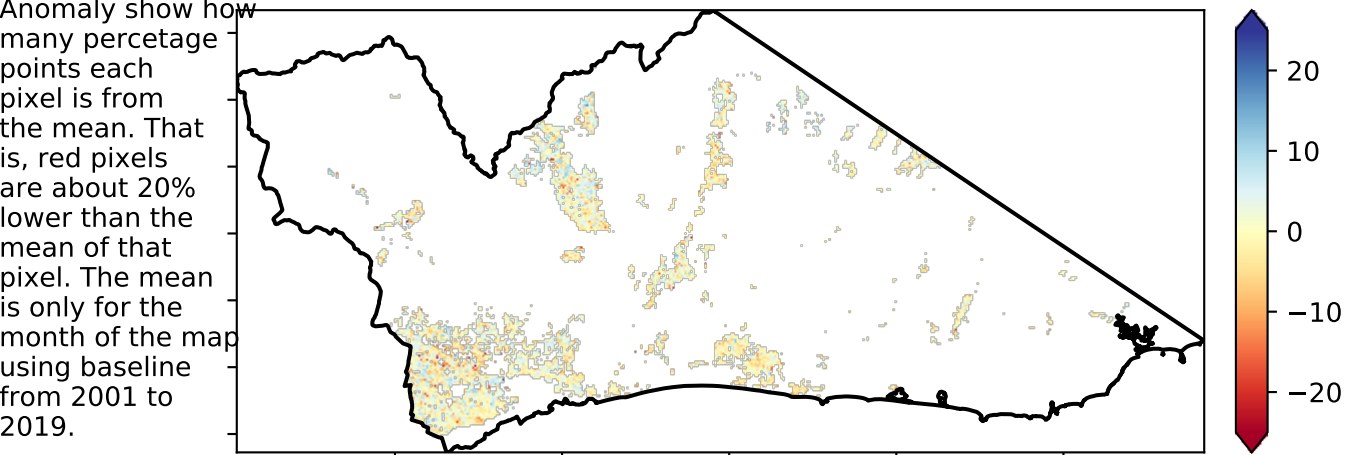 Anomaly show how
many percetage
points each
pixel is from
the mean. That
is, red pixels
are about 20%
lower than the
mean of that
pixel. The mean
is only for the
month of the map
using baseline
from 2001 to
2019.
20
10
0
−10
−20